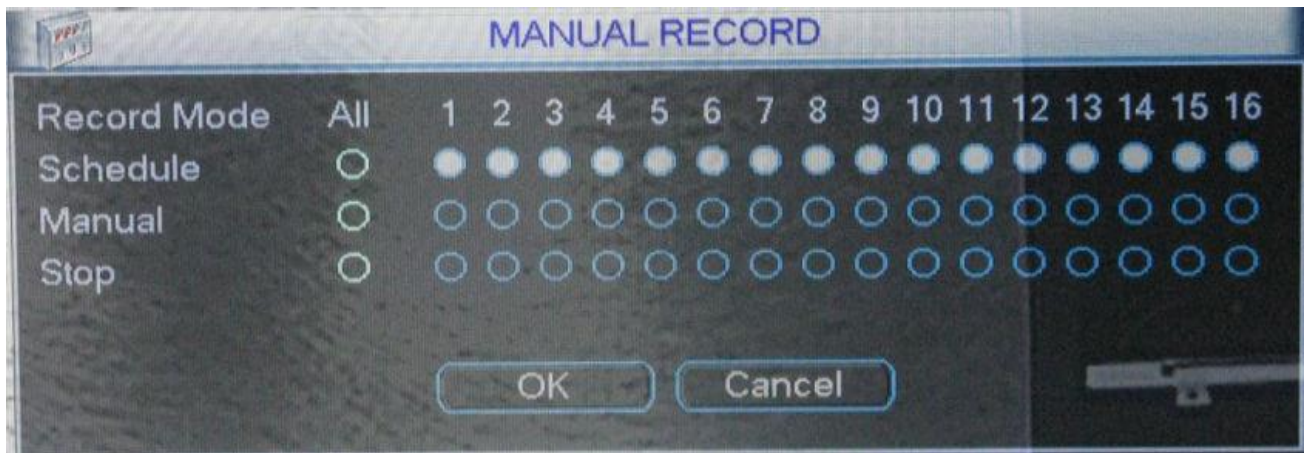 MANUAL RECORD
Record Mode All 1 2 3 4 5 6 7 8 9 10 11 12 13 14 15 16
Schedule
Manual
Stop
OK Cancel